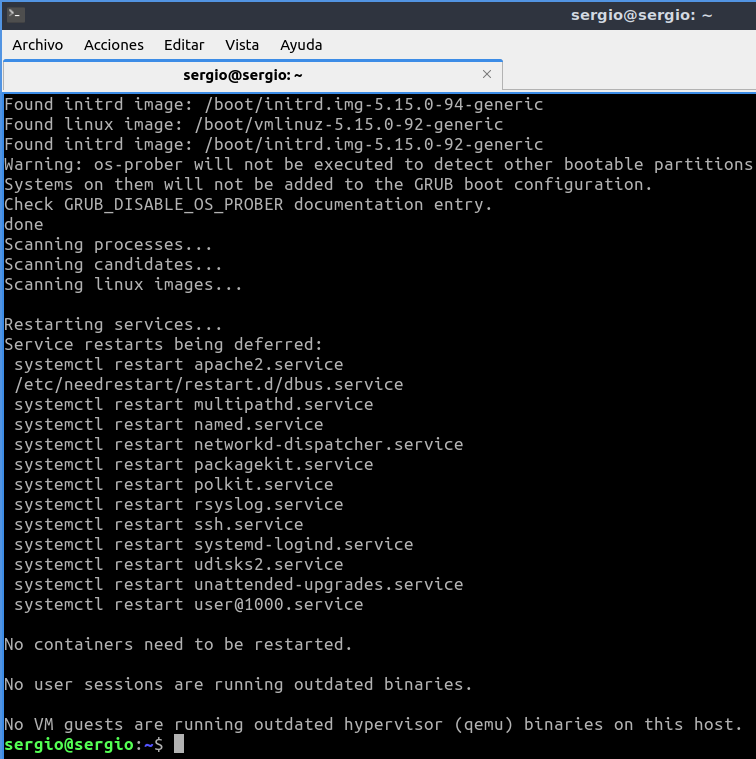 sergio@sergio: ~
Archivo Acciones Editar Vista Ayuda
sergio@sergio: ~
Found initrd image: /boot/initrd.img-5.15.0-94-generic
Found linux image: /boot/vmlinuz-5.15.0-92-generic
Found initrd image: /boot/initrd.img-5.15.0-92-generic
Warning: os-prober will not be executed to detect other bootable partitions
Systems on them will not be added to the GRUB boot configuration.
Check GRUB_DISABLE_OS_PROBER documentation entry.
done
Scanning processes...
Scanning candidates...
Scanning linux images...
Restarting services...
Service restarts being deferred:
systemctl restart apache2.service
/etc/needrestart/restart.d/dbus.service
systemctl restart multipathd.service
systemctl restart named.service
systemctl restart networkd-dispatcher.service
systemctl restart packagekit.service
systemctl restart polkit.service
systemctl restart rsyslog.service
systemctl restart ssh.service
systemctl restart systemd-logind.service
systemctl restart udisks2.service
systemctl restart unattended-upgrades.service
systemctl restart user@1000.service
No containers need to be restarted.
No user sessions are running outdated binaries.
No VM guests are running outdated hypervisor (qemu) binaries on this host.
sergio@sergio:~$